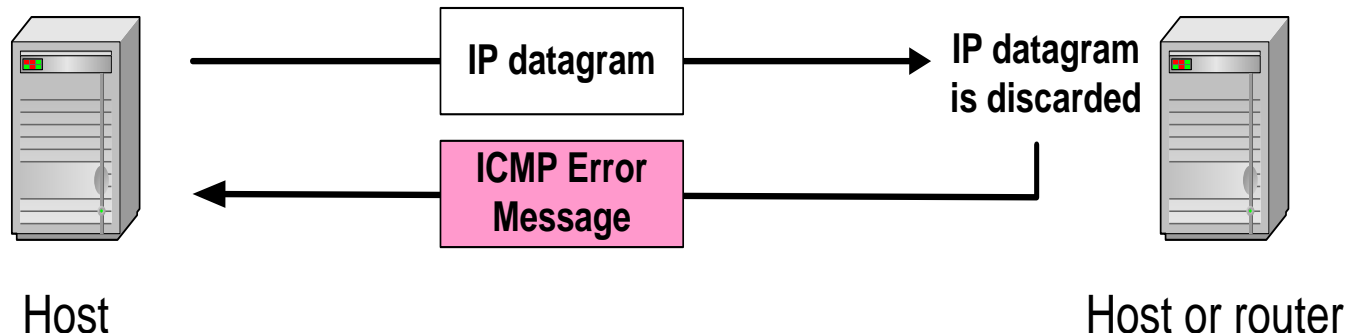 IP datagram
IP datagram
is discarded
ICMP Error
Message
Host
Host or router